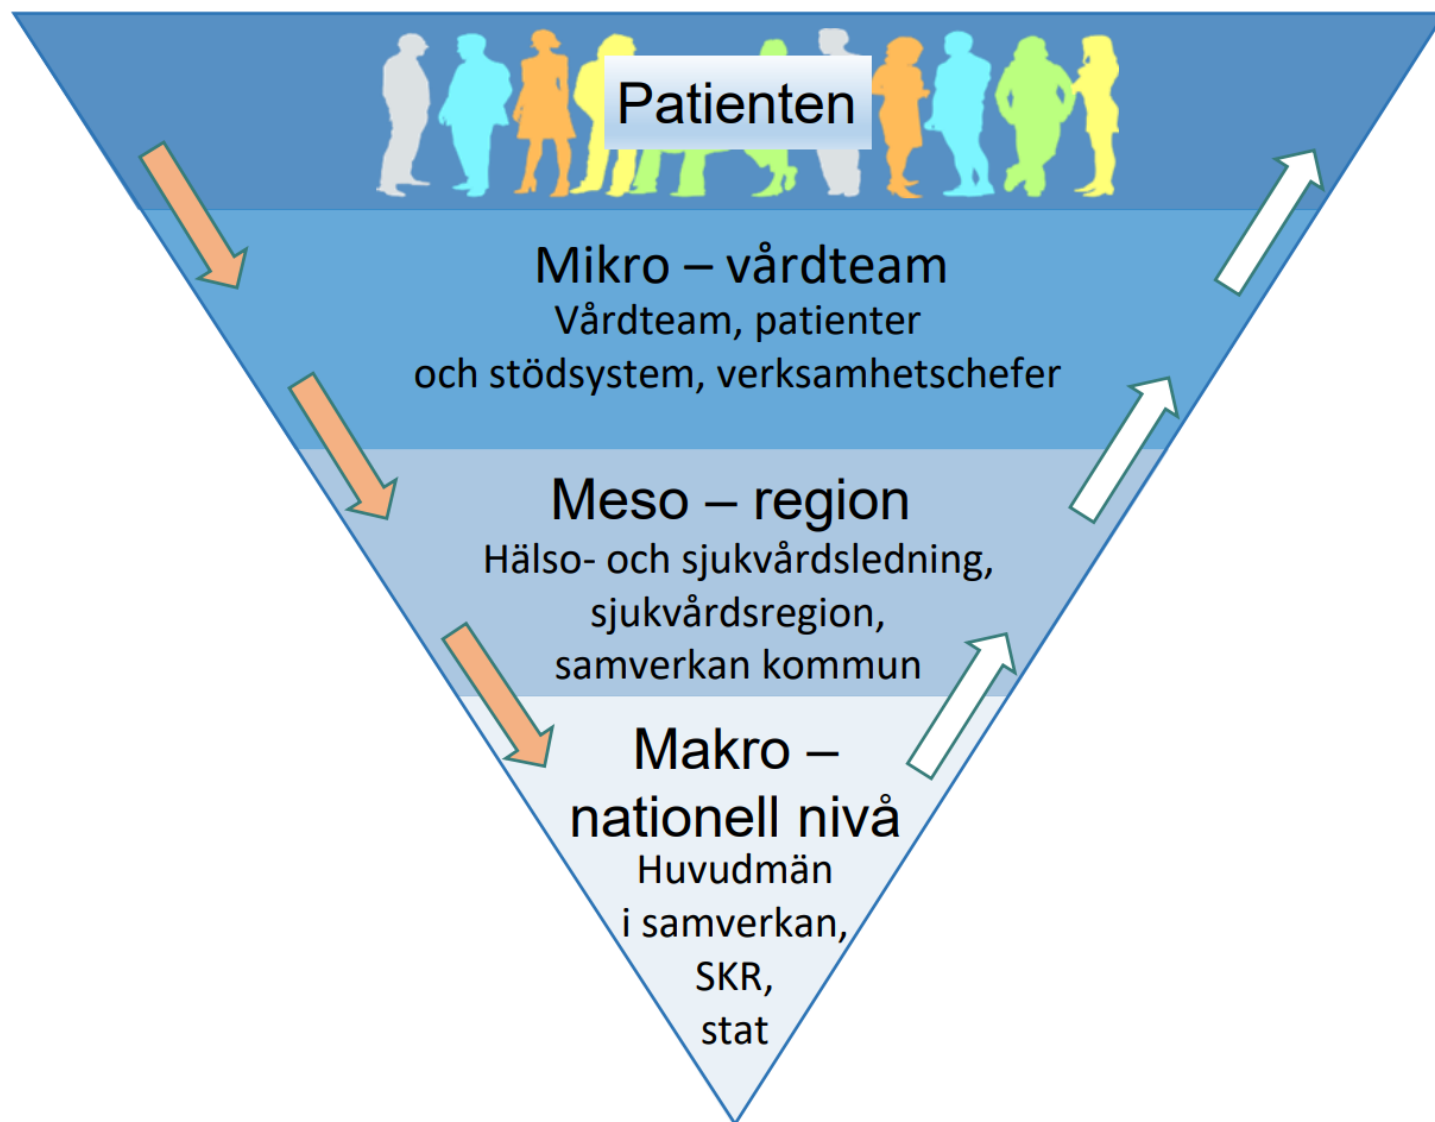 Patienten
Mikro – vårdteam
Vårdteam, patienter
och stödsystem, verksamhetschefer
Meso – region
Hälso- och sjukvårdsledning,
sjukvårdsregion,
samverkan kommun
Makro –
nationell nivå
Huvudmän
i samverkan,
SKR,
stat